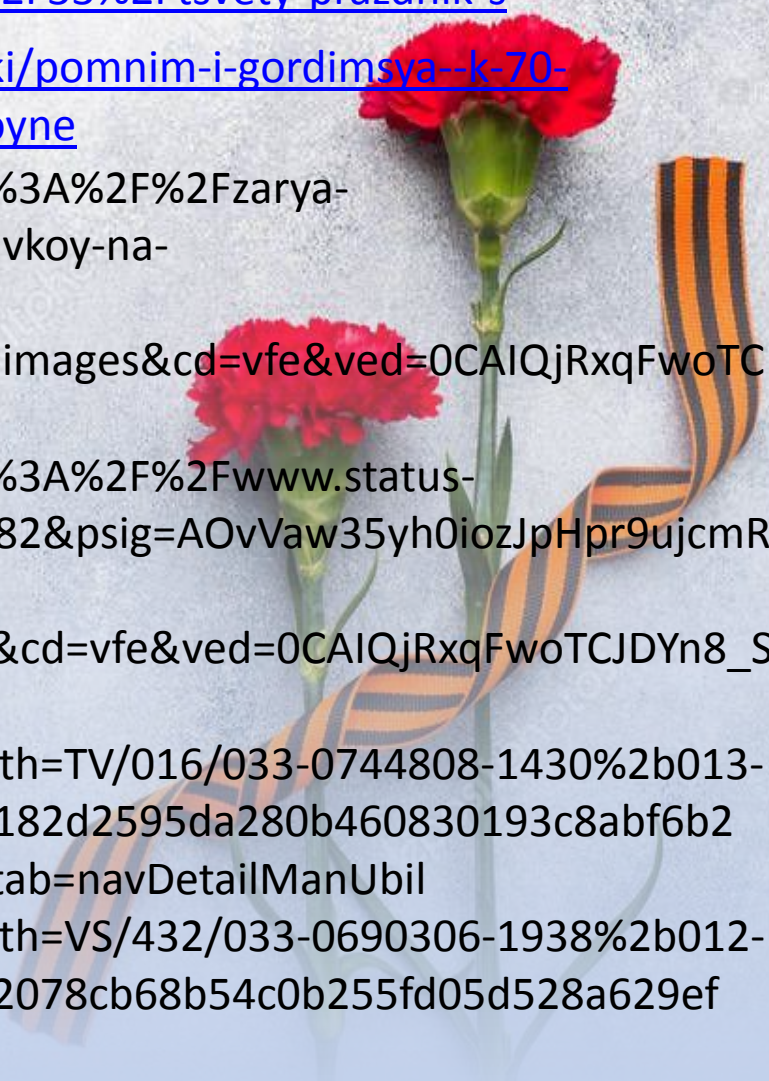 ki/pomnim-i-gordimsya--k-70-
oyne
%3A%2F%2Fzarya-
vkoy-na-
images&cd=vfe&ved=0CAIQjRxqFwoTC
%3A%2F%2Fwww.status-
82&psig=AOvVaw35yh0iozJpHpr9ujcmR
&cd=vfe&ved=0CAIQjRxqFwoTCJDYn8_S
th=TV/016/033-0744808-1430%2b013-
182d2595da280b460830193c8abf6b2
tab=navDetailManUbil
th=VS/432/033-0690306-1938%2b012-
2078cb68b54c0b255fd05d528a629ef